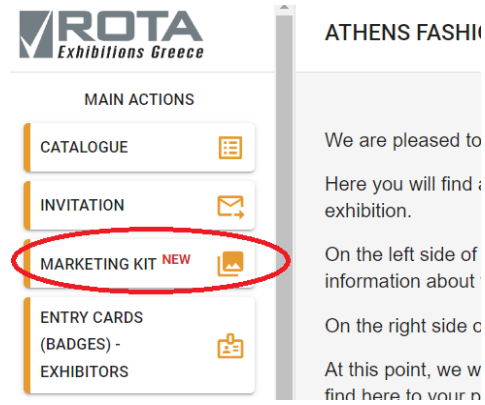 ROTA
Exhibitions Greece
MAIN ACTIONS
CATALOGUE
INVITATION
MARKETING KIT NEW
ENTRY CARDS
(BADGES) -
EXHIBITORS
ATHENS FASHI
We are pleased to
Here you will find
exhibition.
On the left side of
information about
On the right side
At this point, we
find here to your